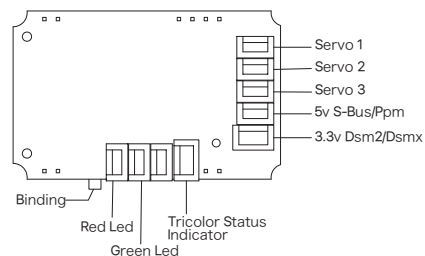 Servo 1
Servo 2
Servo 3
5v S-Bus/Ppm
3.3v Dsm2/Dsmx
Binding
Red Led
Green Led
Tricolor Status
Indicator